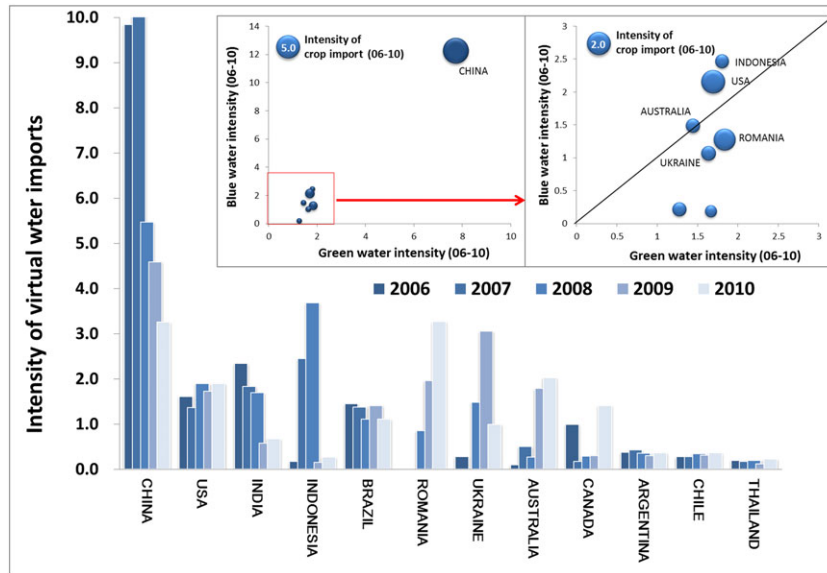 Intensity of virtual wter imports
10.0
9.0
8.0
7.0
6.0
5.0
4.0
3.0
2.0
1.0
0.0
Blue water intensity (06-10)
14
12
10
8
6
4
2
0
5.0
Intensity of
crop import (06-10)
CHINA
0 2 4 6 8 10
Green water intensity (06-10)
Blue water intensity (06-10)
3
2.5
2
1.5
1
0.5
0
2.0
Intensity of
crop import (06-10)
INDONESIA
USA
AUSTRALIA
ROMANIA
UKRAINE
0 0.5 1 1.5 2 2.5 3
Green water intensity (06-10)
2006 2007 2008 2009 2010
CHINA
USA
INDIA
INDONESIA
BRAZIL
ROMANIA
UKRAINE
AUSTRALIA
CANADA
ARGENTINA
CHILE
THAILAND